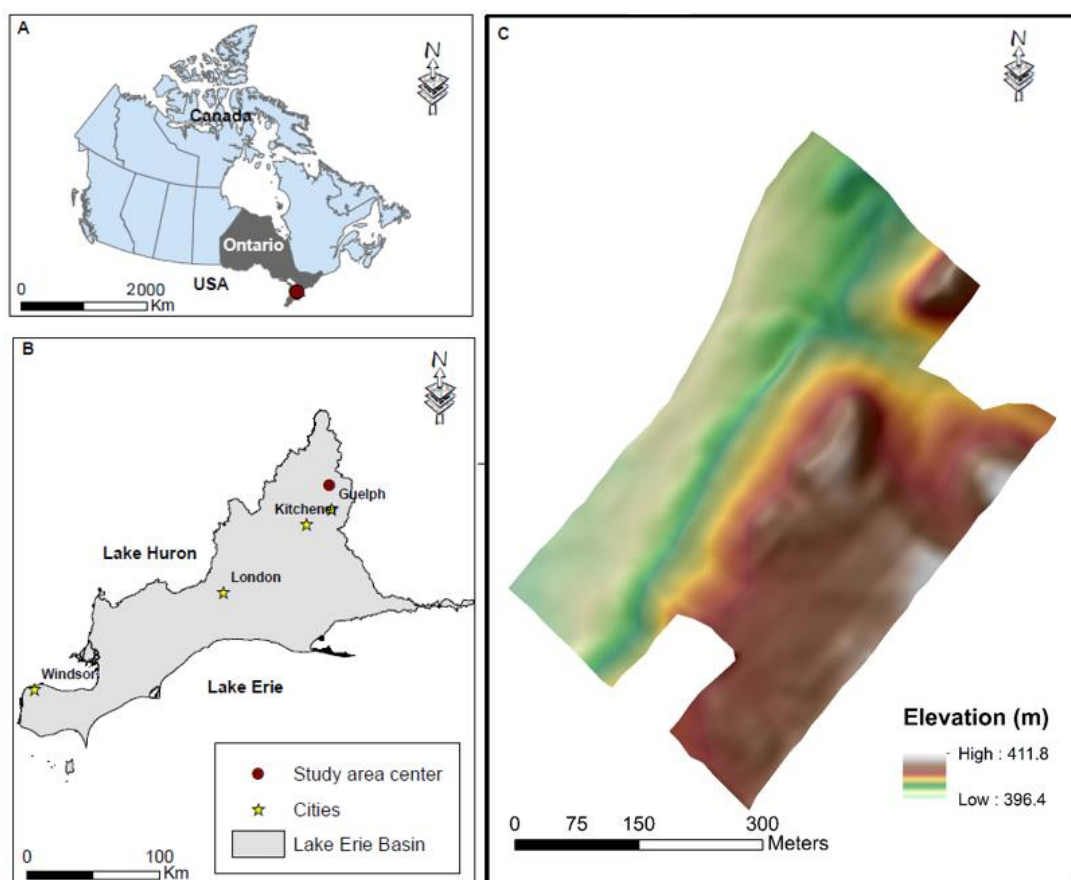 A
N
Canada
Ontario
USA
0 2000
Km
B
N
Guelph
Kitchener
Lake Huron
London
Windsor
Lake Erie
Study area center
Cities
Lake Erie Basin
0 100
Km
C
N
Elevation (m)
High : 411.8
Low : 396.4
0 75 150 300
Meters